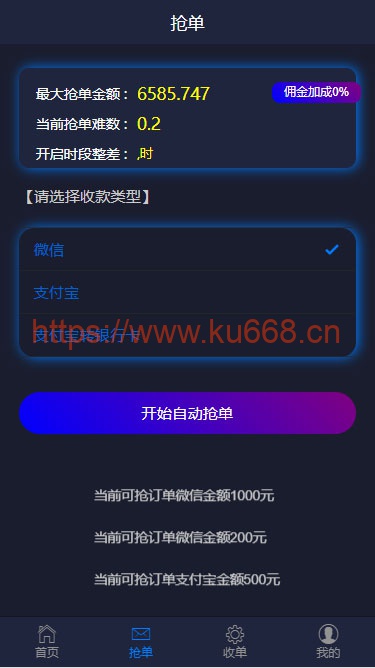 抢单
最大抢单金额： 6585.747
佣金加成0%
当前抢单难数： 0.2
开启时段整差： ,时
【请选择收款类型】
微信
支付宝
支付宝转银行卡
https://www.ku668.cn
开始自动抢单
当前可抢订单微信金额1000元
当前可抢订单微信金额200元
当前可抢订单支付宝金额500元
首页 抢单 收单 我的